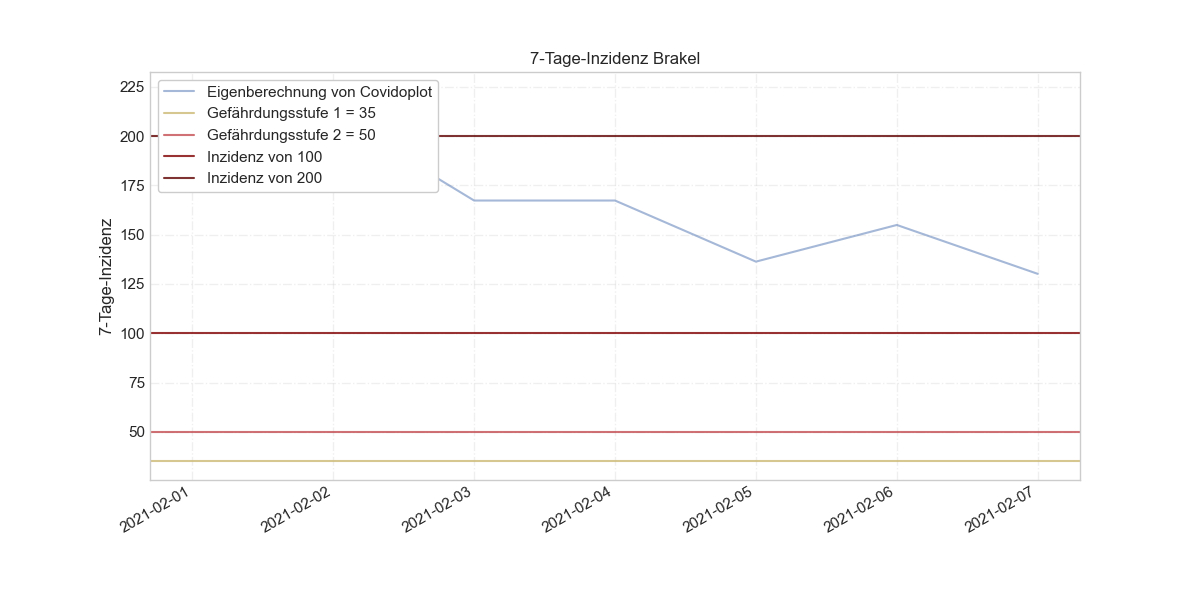 7-Tage-Inzidenz Brakel
Eigenberechnung von Covidoplot
Gefährdungsstufe 1 = 35
Gefährdungsstufe 2 = 50
Inzidenz von 100
Inzidenz von 200
7-Tage-Inzidenz
225
200
175
150
125
100
75
50
2021-02-01
2021-02-02
2021-02-03
2021-02-04
2021-02-05
2021-02-06
2021-02-07